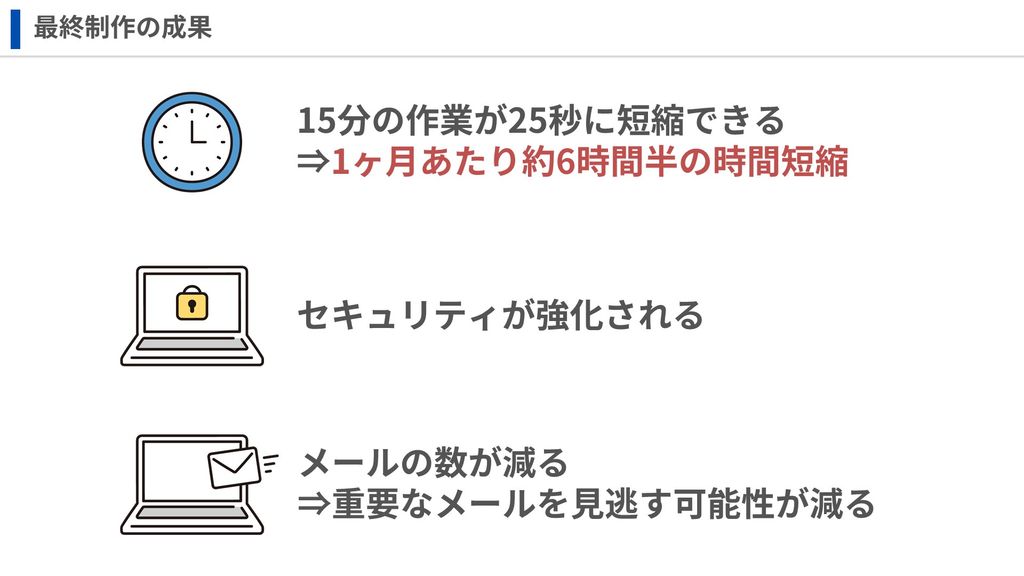 最終制作の成果
15分の作業が25秒に短縮できる
⇒1ヶ月あたり約6時間半の時間短縮
セキュリティが強化される
メールの数が減る
⇒重要なメールを見逃す可能性が減る